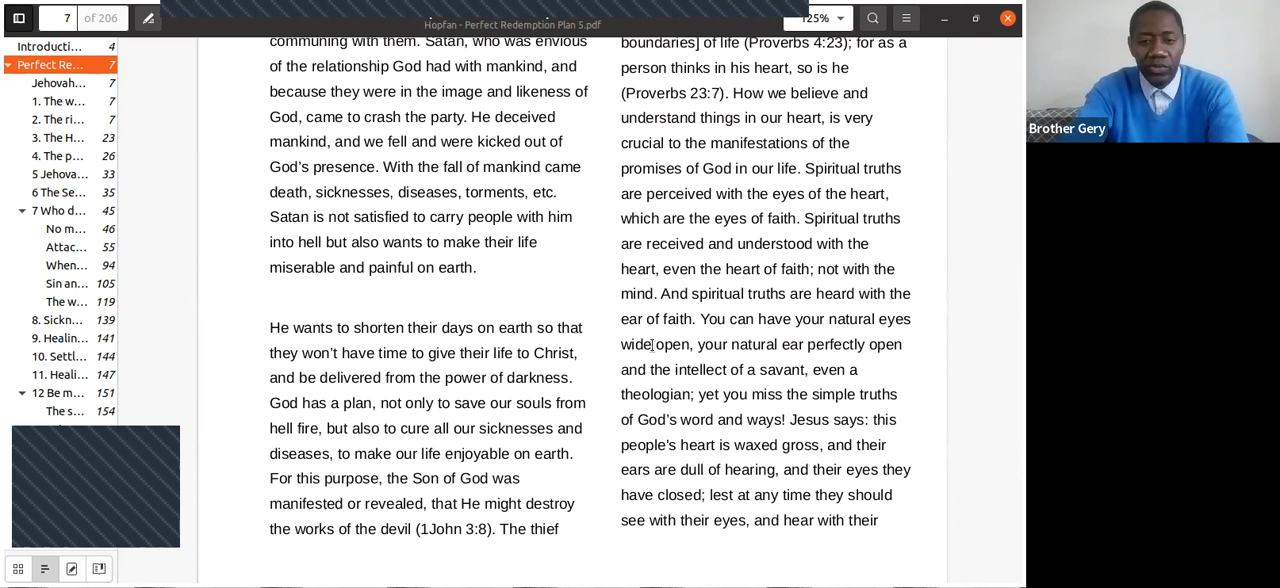 7
of 206
Hopfan - Perfect Redemption Plan 5.pdf
125%
Introducti... 4
Perfect Re... 7
Jehovah... 7
1. The w... 7
2. The ri... 7
3. The H... 23
4. The p... 26
5 Jehova... 33
6 The Se... 35
7 Who d... 45
No m... 46
Attac... 55
When... 94
Sin an... 105
The w... 119
8. Sickn... 139
9. Healin... 141
10. Settl... 144
11. Heali... 147
12 Be m... 151
The s... 154
communing with them. Satan, who was envious
of the relationship God had with mankind, and
because they were in the image and likeness of
God, came to crash the party. He deceived
mankind, and we fell and were kicked out of
God's presence. With the fall of mankind came
death, sicknesses, diseases, torments, etc.
Satan is not satisfied to carry people with him
into hell but also wants to make their life
miserable and painful on earth.
He wants to shorten their days on earth so that
they won't have time to give their life to Christ,
and be delivered from the power of darkness.
God has a plan, not only to save our souls from
hell fire, but also to cure all our sicknesses and
diseases, to make our life enjoyable on earth.
For this purpose, the Son of God was
manifested or revealed, that He might destroy
the works of the devil (1John 3:8). The thief
boundaries] of life (Proverbs 4:23); for as a
person thinks in his heart, so is he
(Proverbs 23:7). How we believe and
understand things in our heart, is very
crucial to the manifestations of the
promises of God in our life. Spiritual truths
are perceived with the eyes of the heart,
which are the eyes of faith. Spiritual truths
are received and understood with the
heart, even the heart of faith; not with the
mind. And spiritual truths are heard with the
ear of faith. You can have your natural eyes
wide open, your natural ear perfectly open
and the intellect of a savant, even a
theologian; yet you miss the simple truths
of God's word and ways! Jesus says: this
people's heart is waxed gross, and their
ears are dull of hearing, and their eyes they
have closed; lest at any time they should
see with their eyes, and hear with their
Brother Gery